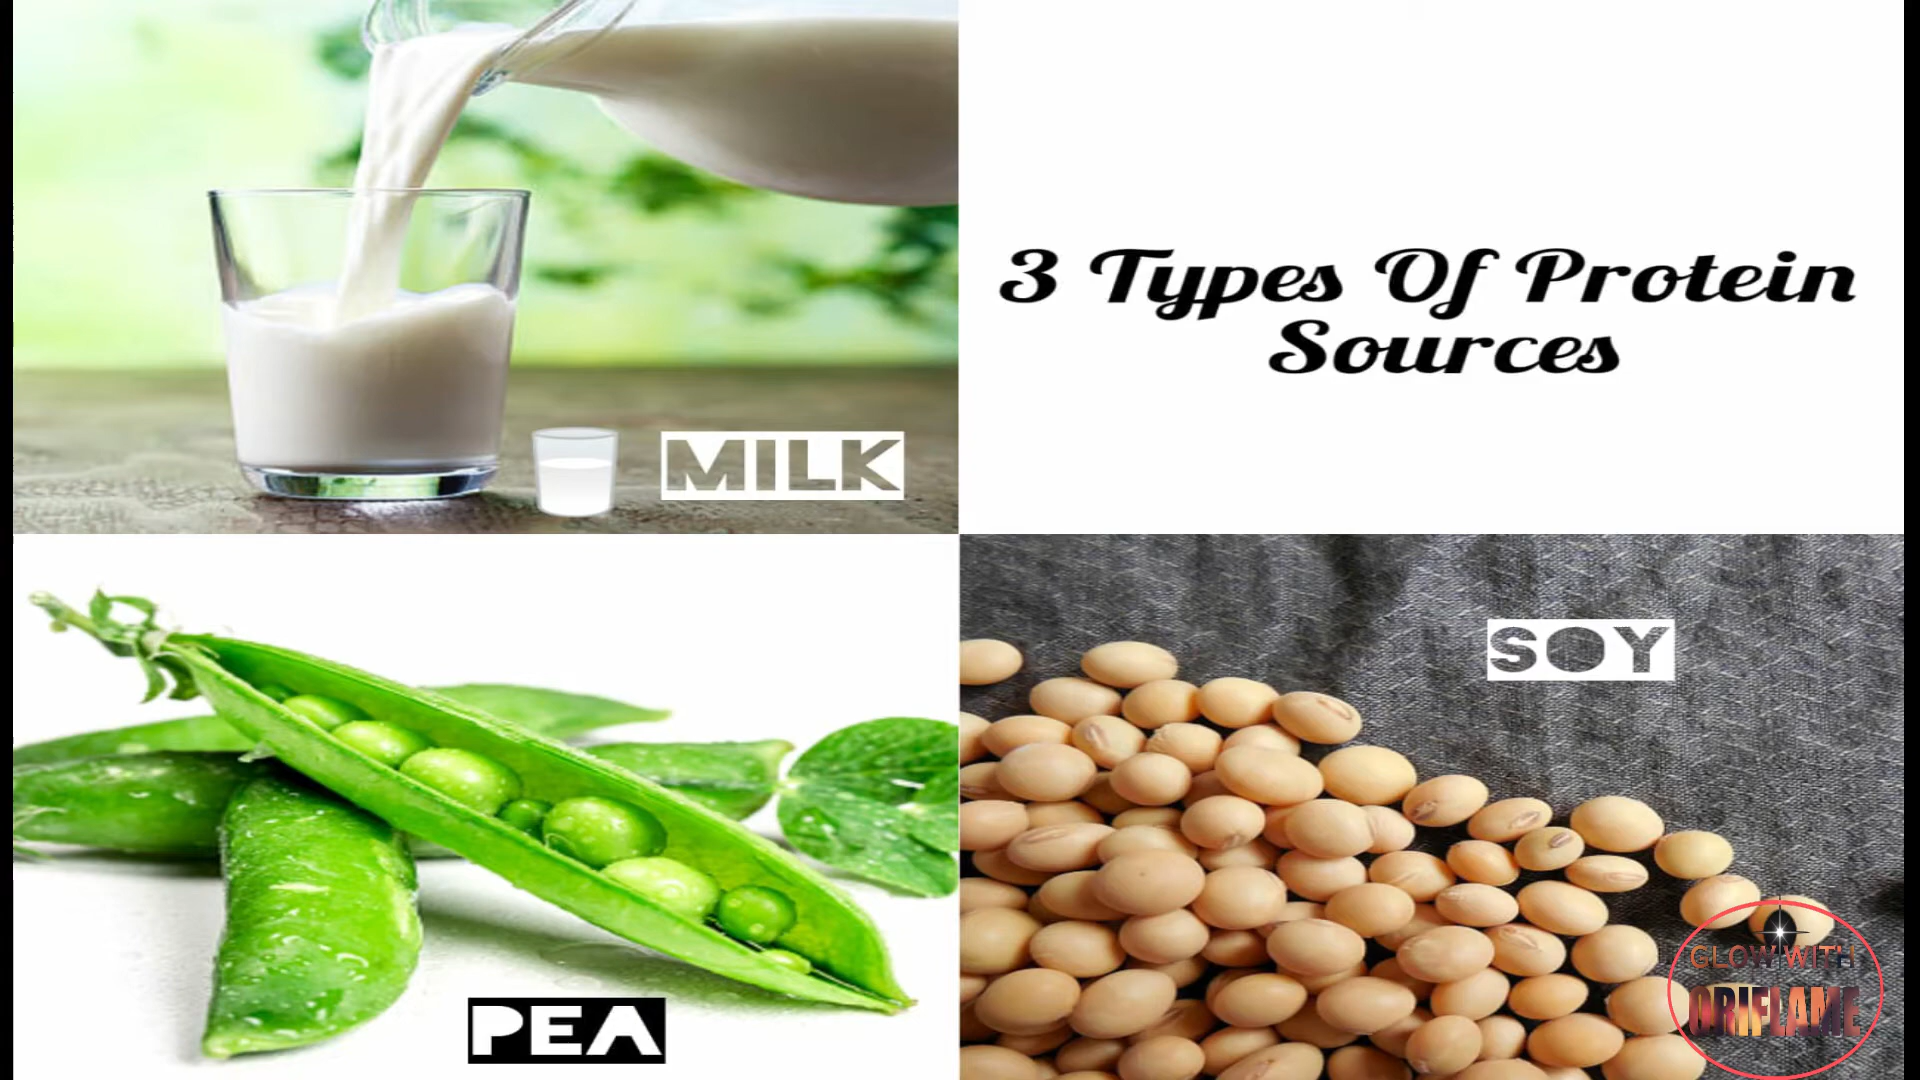 3 Types Of Protein
Sources
MILK
PEA
SOY
GLOW WITH
ORIFLAME